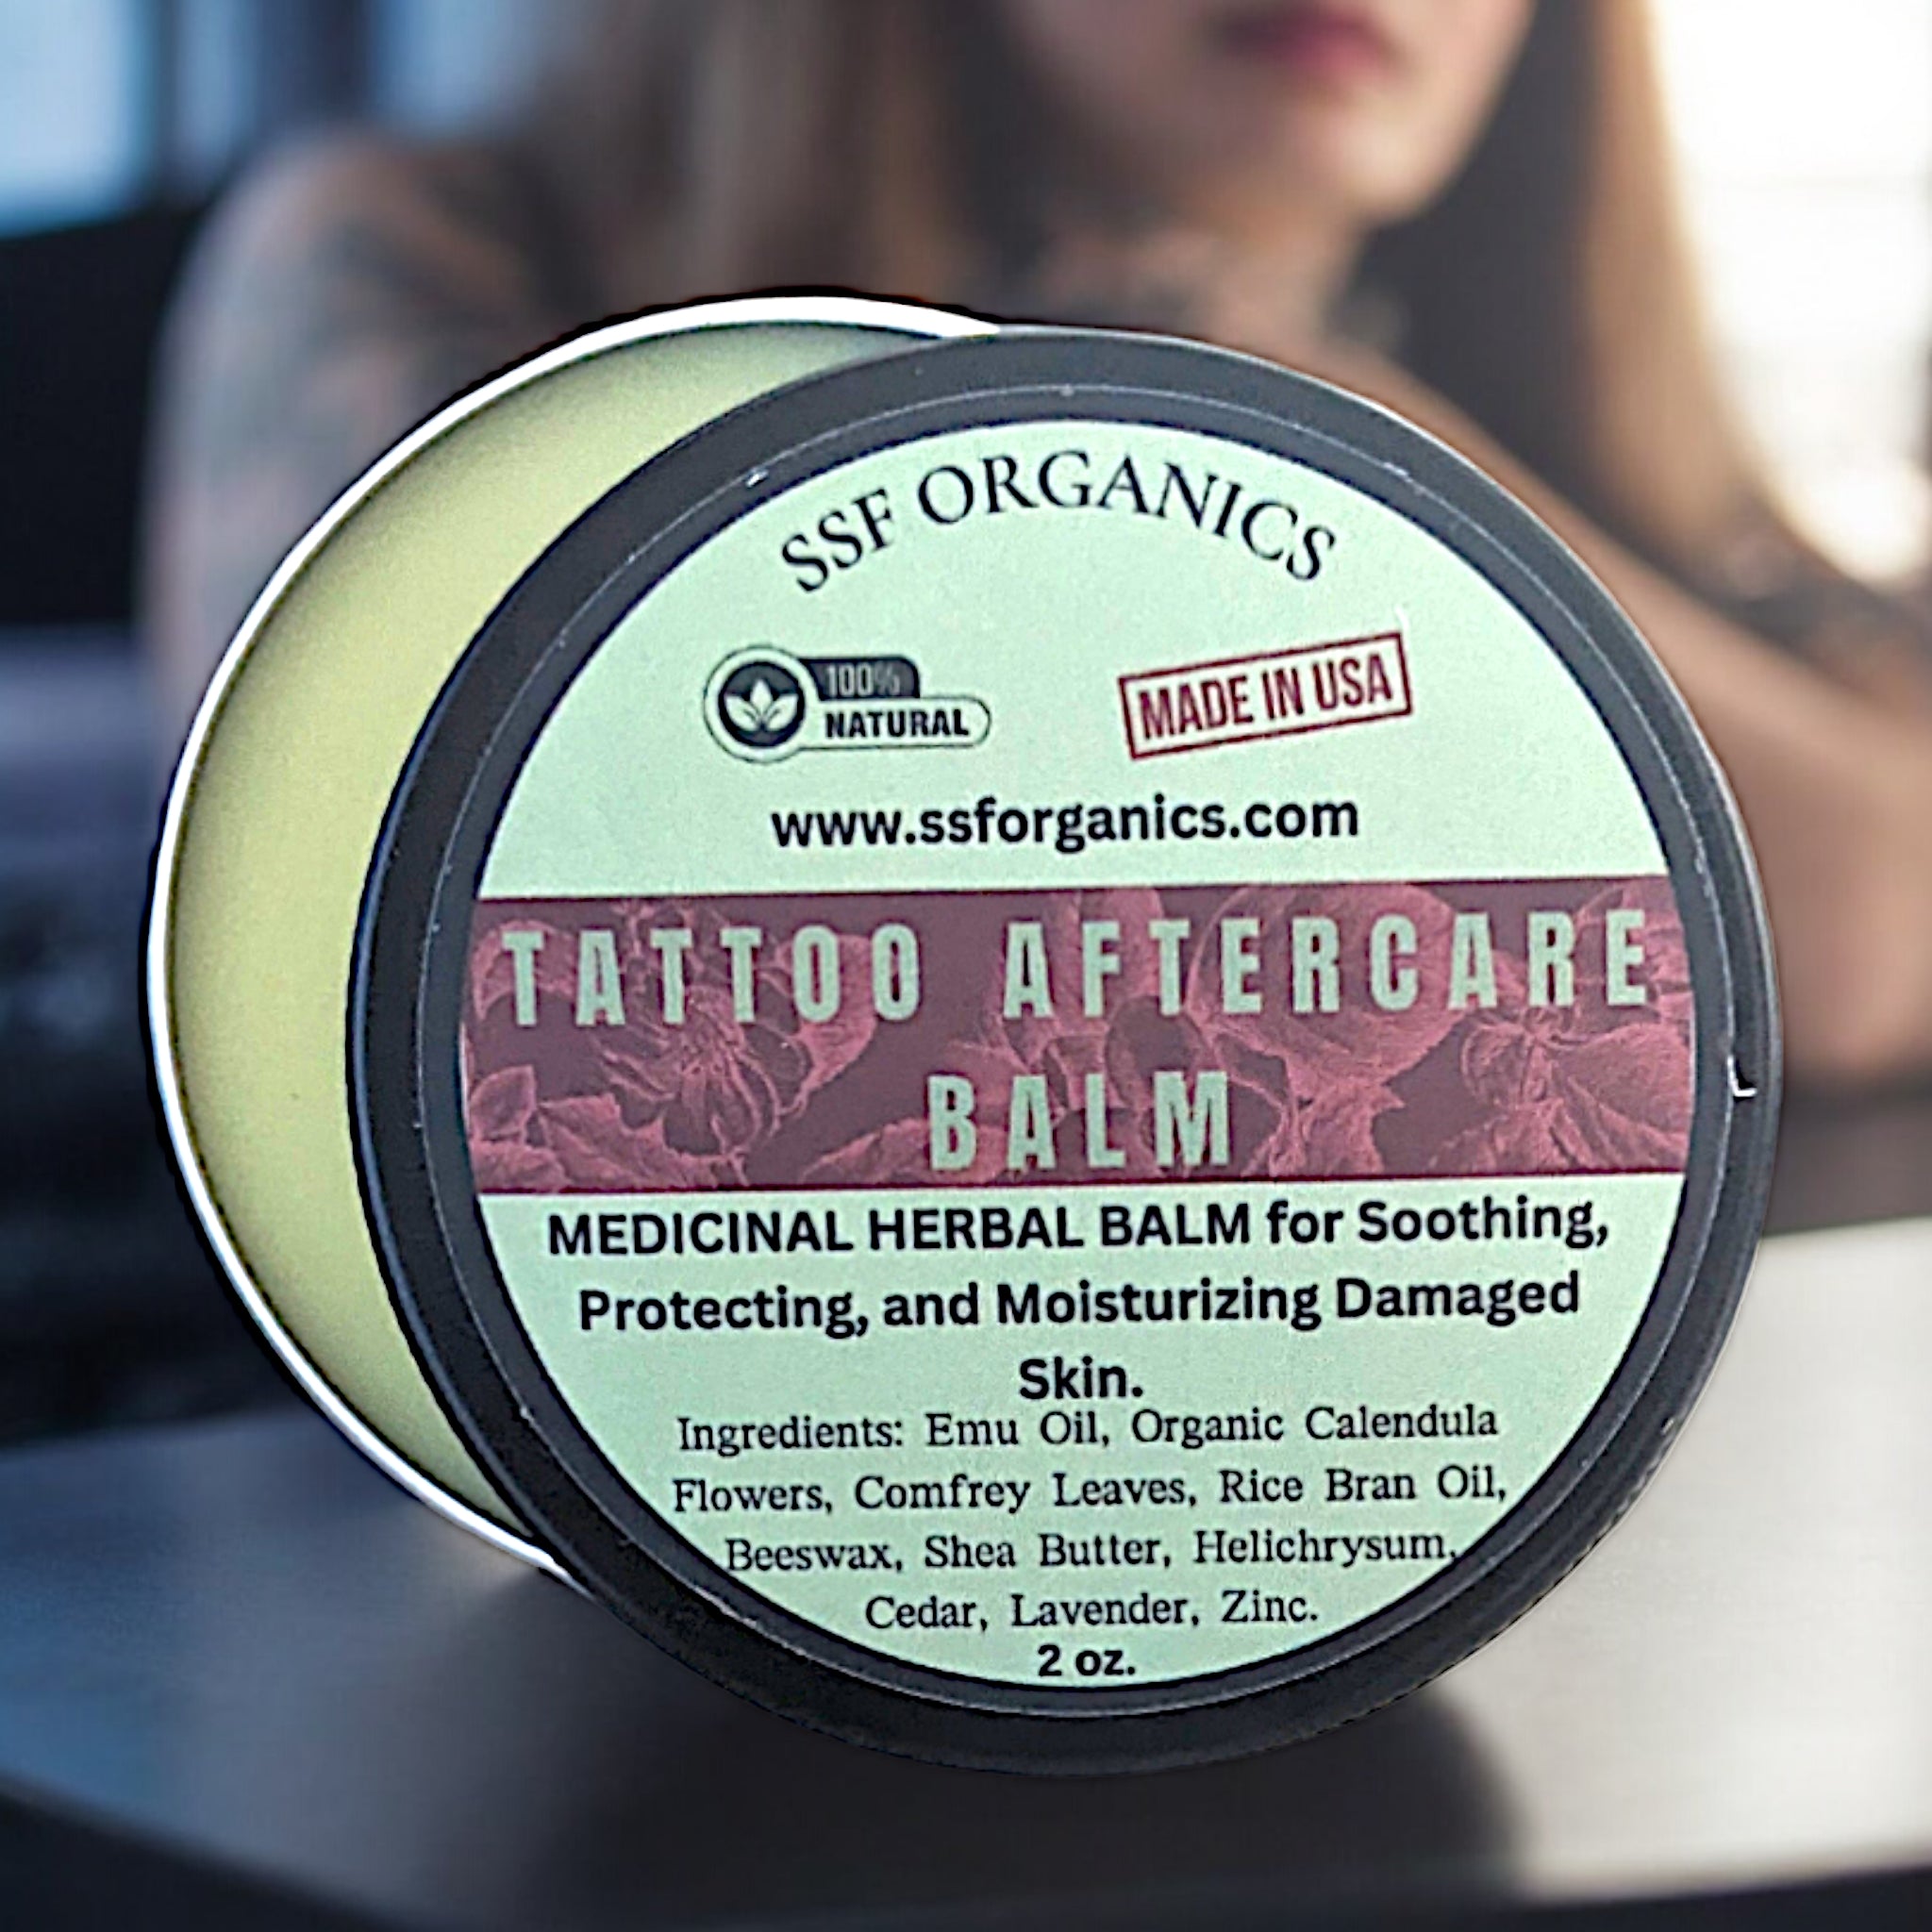 SSF ORGANICS
100%
NATURAL
MADE IN USA
www.ssforganics.com
TATTOO AFTERCARE
BALM
MEDICINAL HERBAL BALM for Soothing,
Protecting, and Moisturizing Damaged
Skin.
Ingredients: Emu Oil, Organic Calendula
Flowers, Comfrey Leaves, Rice Bran Oil,
Beeswax, Shea Butter, Helichrysum,
Cedar, Lavender, Zinc.
2 oz.